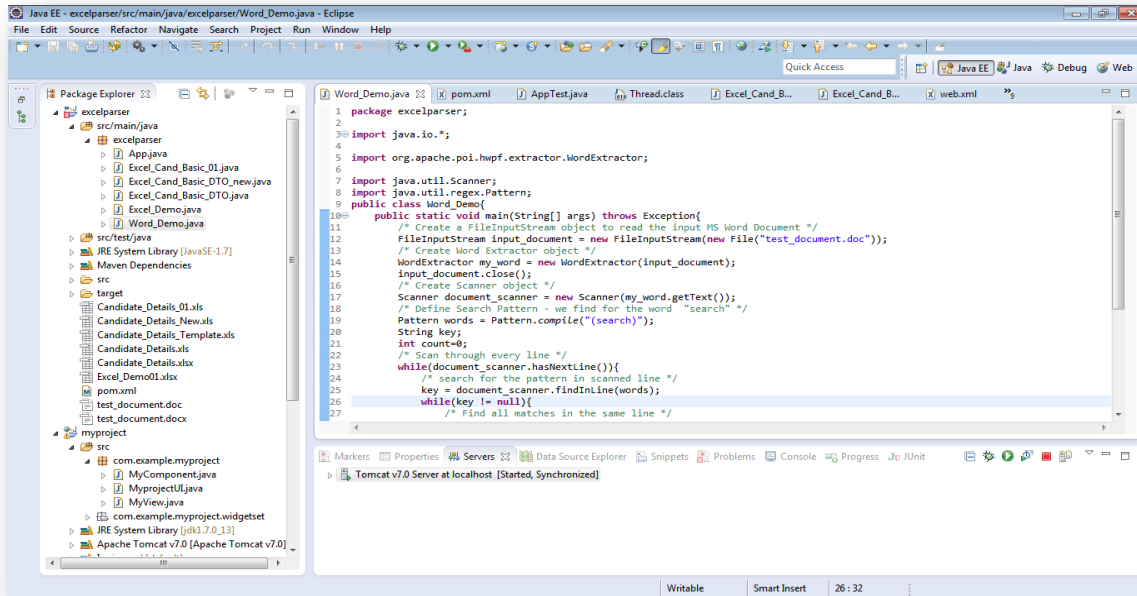 Java EE - excelparser/src/main/java/excelparser/Word_Demo.java - Eclipse
File Edit Source Refactor Navigate Search Project Run Window Help
Quick Access
Java EE Java Debug Web
Package Explorer
excelparser
src/main/java
excelparser
App.java
Excel_Cand_Basic_01.java
Excel_Cand_Basic_DTO_new.java
Excel_Cand_Basic_DTO.java
Excel_Demo.java
Word_Demo.java
src/test/java
JRE System Library [JavaSE-1.7]
Maven Dependencies
src
target
Candidate_Details_01.xls
Candidate_Details_New.xls
Candidate_Details_Template.xls
Candidate_Details.xls
Candidate_Details.xlsx
Excel_Demo01.xlsx
pom.xml
test_document.doc
test_document.docx
myproject
src
com.example.myproject
MyComponent.java
MyprojectUI.java
MyView.java
com.example.myproject.widgetset
JRE System Library [jdk1.7.0_13]
Apache Tomcat v7.0 [Apache Tomcat v7.0]
Word_Demo.java pom.xml AppTest.java Thread.class Excel_Cand_B... Excel_Cand_B... web.xml »9
1 package excelparser;
2
3 import java.io.*;
4
5 import org.apache.poi.hwpf.extractor.WordExtractor;
6
7 import java.util.Scanner;
8 import java.util.regex.Pattern;
9 public class Word_Demo{
10 public static void main(String[] args) throws Exception{
11 /* Create a FileInputStream object to read the input MS Word Document */
12 FileInputStream input_document = new FileInputStream(new File("test_document.doc"));
13 /* Create Word Extractor object */
14 WordExtractor my_word = new WordExtractor(input_document);
15 input_document.close();
16 /* Create Scanner object */
17 Scanner document_scanner = new Scanner(my_word.getText());
18 /* Define Search Pattern - we find for the word "search" */
19 Pattern words = Pattern.compile("(search)");
20 String key;
21 int count=0;
22 /* Scan through every line */
23 while(document_scanner.hasNextLine()){
24 /* search for the pattern in scanned line */
25 key = document_scanner.findInLine(words);
26 while(key != null){
27 /* Find all matches in the same line */
Markers Properties Servers Data Source Explorer Snippets Problems Console Progress Ju JUnit
Tomcat v7.0 Server at localhost [Started, Synchronized]
Writable Smart Insert 26 : 32